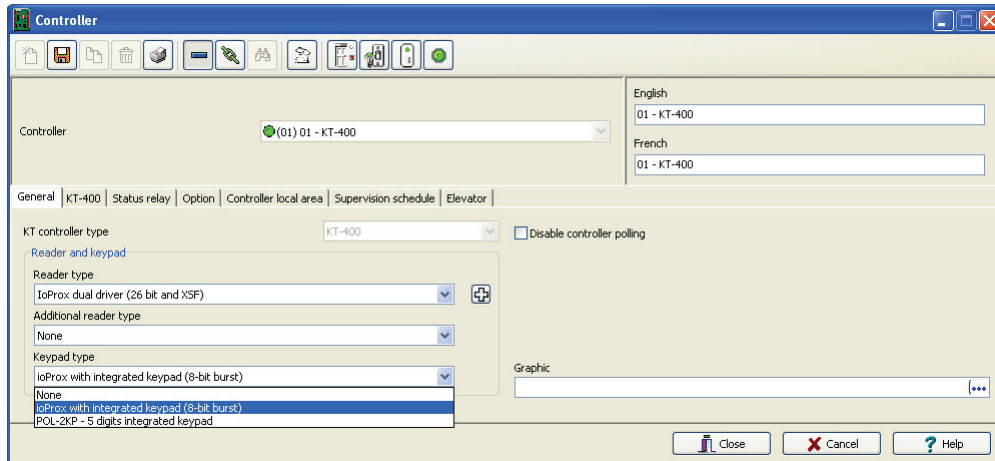 Controller
English
01 - KT-400
Controller
(01) 01 - KT-400
French
01 - KT-400
General KT-400 Status relay Option Controller local area Supervision schedule Elevator
KT controller type
KT-400
Disable controller polling
Reader and keypad
Reader type
IoProx dual driver (26 bit and XSF)
Additional reader type
None
Keypad type
ioProx with integrated keypad (8-bit burst)
Graphic
None
ioProx with integrated keypad (8-bit burst)
POL-2KP - 5 digits integrated keypad
Close Cancel Help